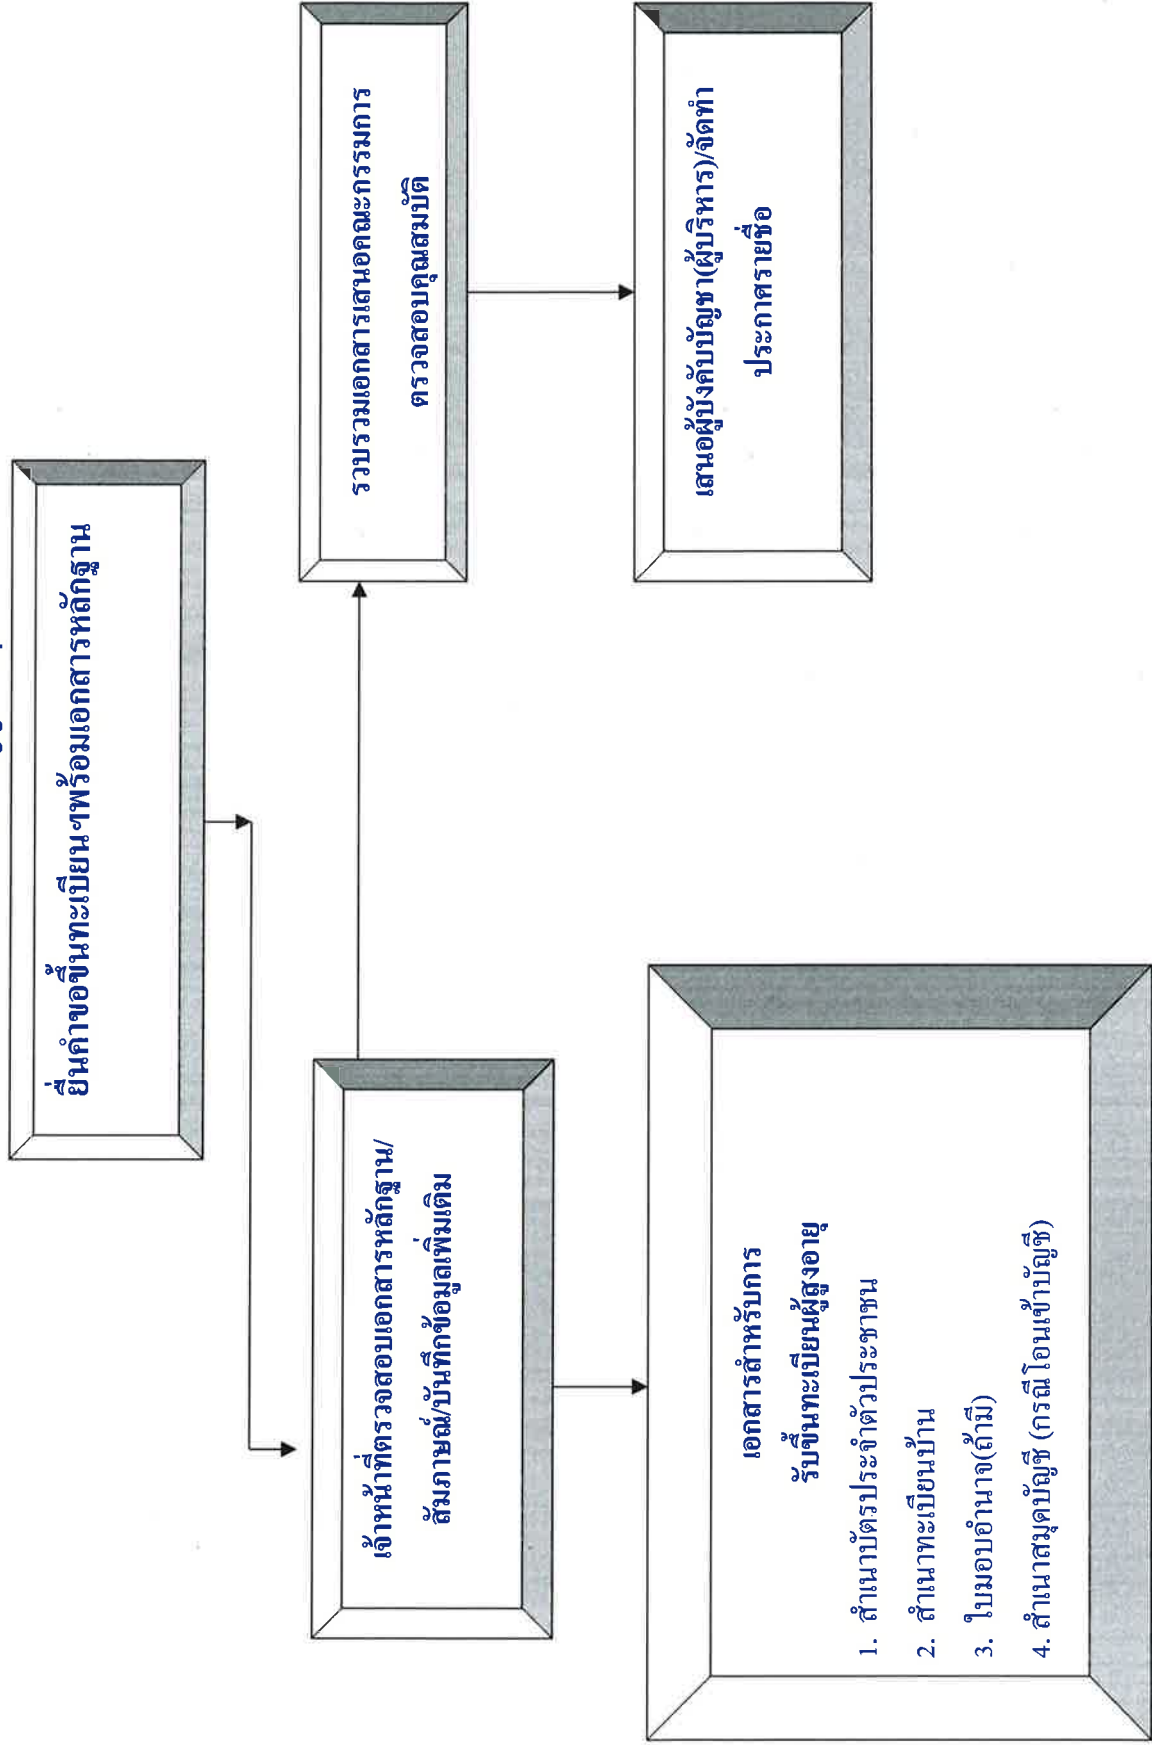 ยื่นคำขอขึ้นทะเบียนฯพร้อมเอกสารหลักฐาน
เจ้าหน้าที่ตรวจสอบเอกสารหลักฐาน/
สัมภาษณ์/บันทึกข้อมูลเพิ่มเติม
รวบรวมเอกสารเสนอคณะกรรมการ
ตรวจสอบคุณสมบัติ
เอกสารสำหรับการ
รับขึ้นทะเบียนผู้สูงอายุ
1. สำเนาบัตรประจำตัวประชาชน
2. สำเนาทะเบียนบ้าน
3. ใบมอบอำนาจ(ถ้ามี)
4. สำเนาสมุดบัญชี (กรณีโอนเข้าบัญชี)
เสนอผู้บังคับบัญชา(ผู้บริหาร)/จัดทำ
ประกาศรายชื่อ